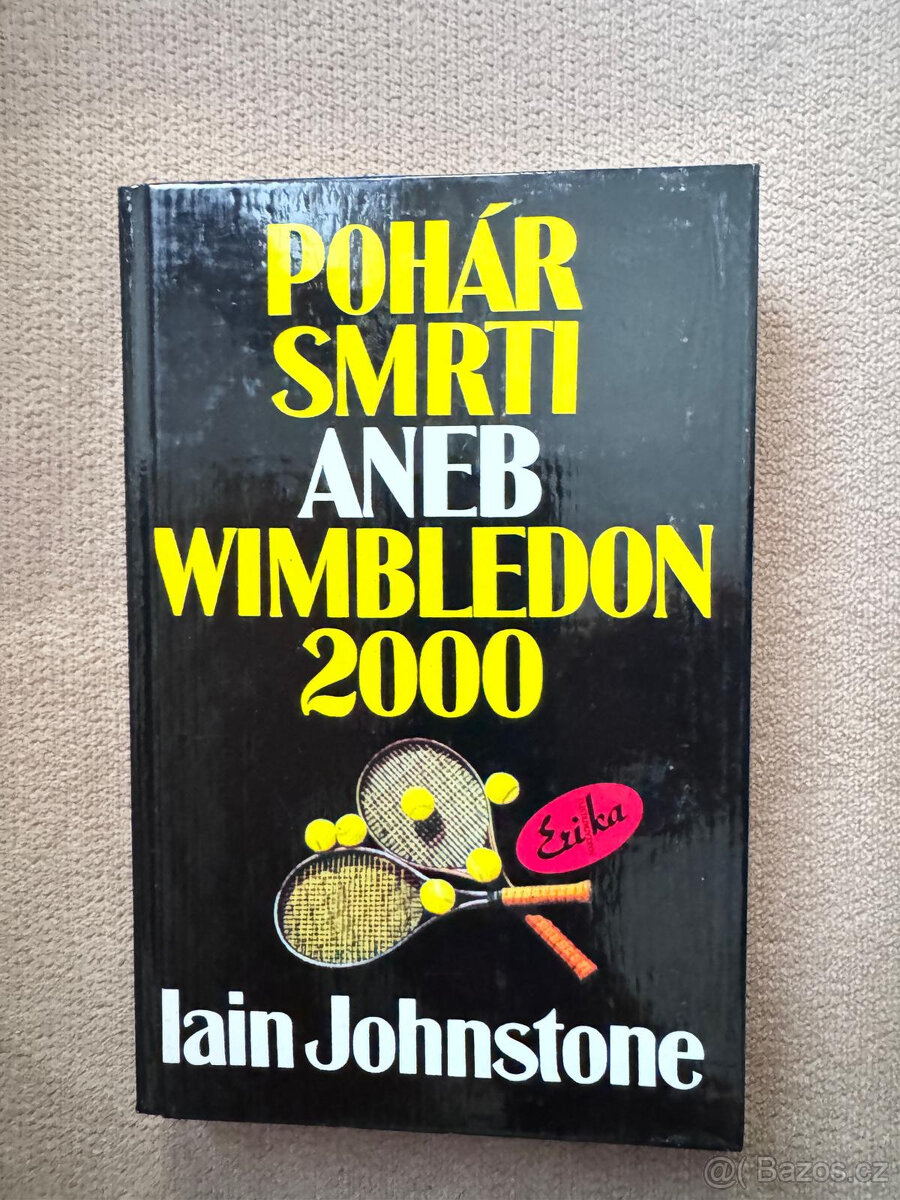 POHÁR
SMRTI
ANEB
WIMBLEDON
2000
Erika
Iain Johnstone
@( Bazos.cz